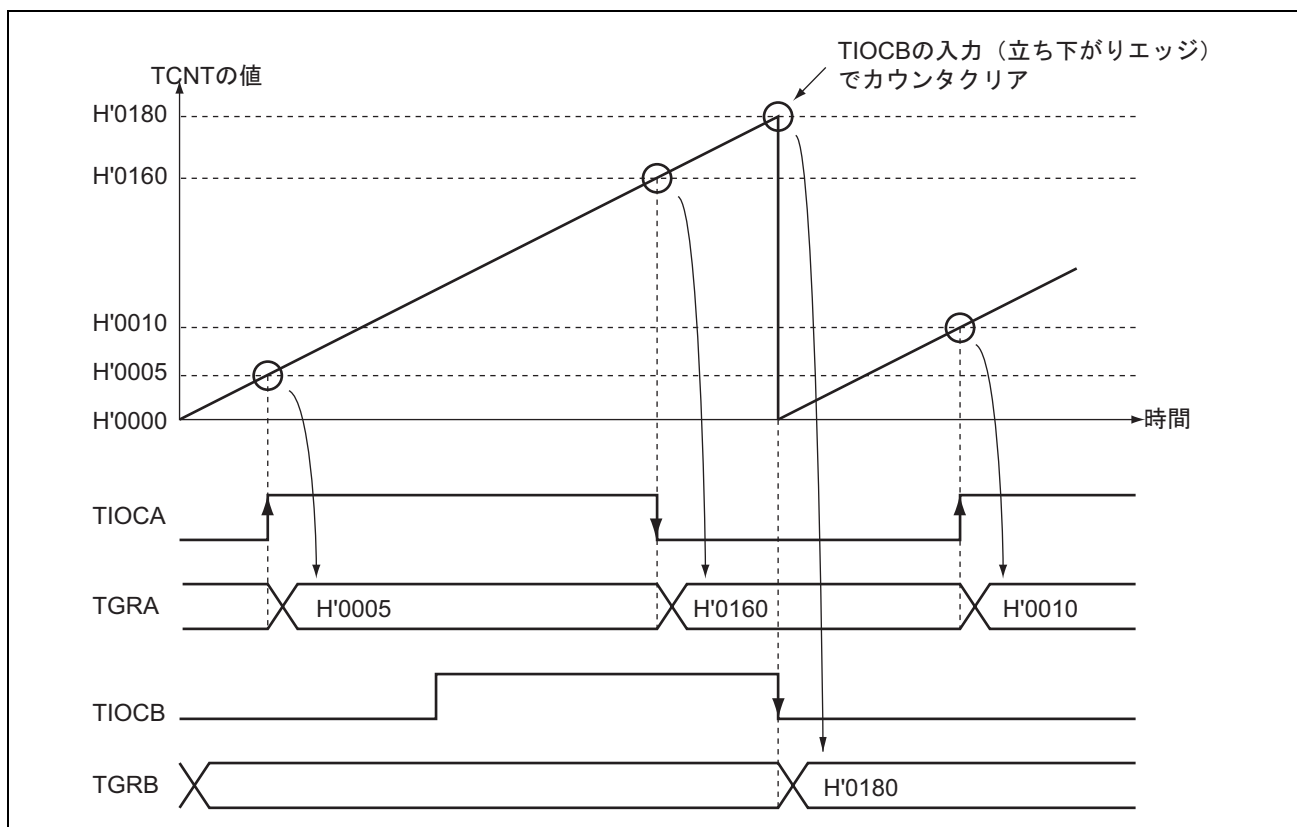 TIOCBの入力（立ち下がりエッジ）
でカウンタクリア
TCNTの値
H'0180
H'0160
H'0010
H'0005
H'0000
時間
TIOCA
TGRA
H'0005
H'0160
H'0010
TIOCB
TGRB
H'0180